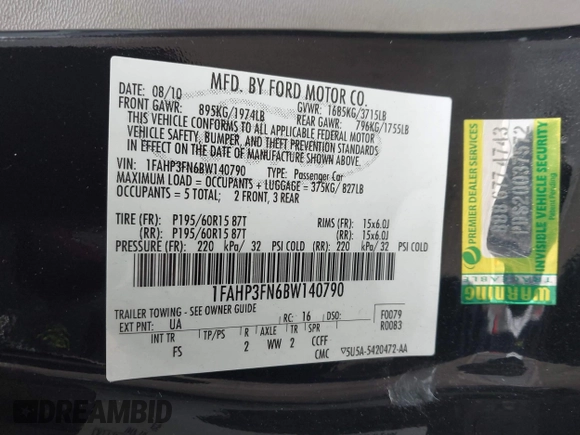 MFD. BY FORD MOTOR CO.
DATE: 08/10
GVWR: 1685KG/3715LB
FRONT GAWR: 895KG/1974LB
REAR GAWR: 796KG/1755LB
THIS VEHICLE CONFORMS TO ALL APPLICABLE FEDERAL MOTOR
VEHICLE SAFETY, BUMPER, AND THEFT PREVENTION STANDARDS
IN EFFECT ON THE DATE OF MANUFACTURE SHOWN ABOVE.
VIN: 1FAHP3FN6BW140790 TYPE: Passenger Car
MAXIMUM LOAD = OCCUPANTS + LUGGAGE = 375KG/ 827LB
OCCUPANTS = 5 TOTAL; 2 FRONT, 3 REAR
TIRE (FR): P195/60R15 87T RIMS (FR): 15x6.0J
(RR): P195/60R15 87T (RR): 15x6.0J
PRESSURE (FR): 220 kPa/ 32 PSI COLD (RR): 220 kPa/ 32 PSI COLD
1FAHP3FN6BW140790
TRAILER TOWING - SEE OWNER GUIDE
EXT PNT: UA RC: 16 DSO: F0079
R0083
INT TR TP/PS R AXLE TR SPR
FS 2 WW 2 CCFF
CMC 5U5A-5420472-AA
PREMIER DEALER SERVICES
Patent Pending
WARNING
INVISIBLE VEHICLE SECURITY
Patent Pending
DREAMBID